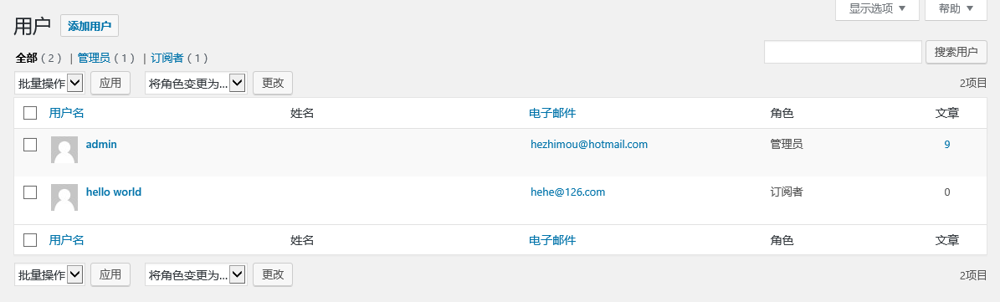 显示选项 帮助
用户 添加用户
全部（2） | 管理员（1） | 订阅者（1）
搜索用户
批量操作 应用 将角色变更为... 更改 2项目
用户名 姓名 电子邮件 角色 文章
admin hezhimou@hotmail.com 管理员 9
hello world hehe@126.com 订阅者 0
用户名 姓名 电子邮件 角色 文章
批量操作 应用 将角色变更为... 更改 2项目